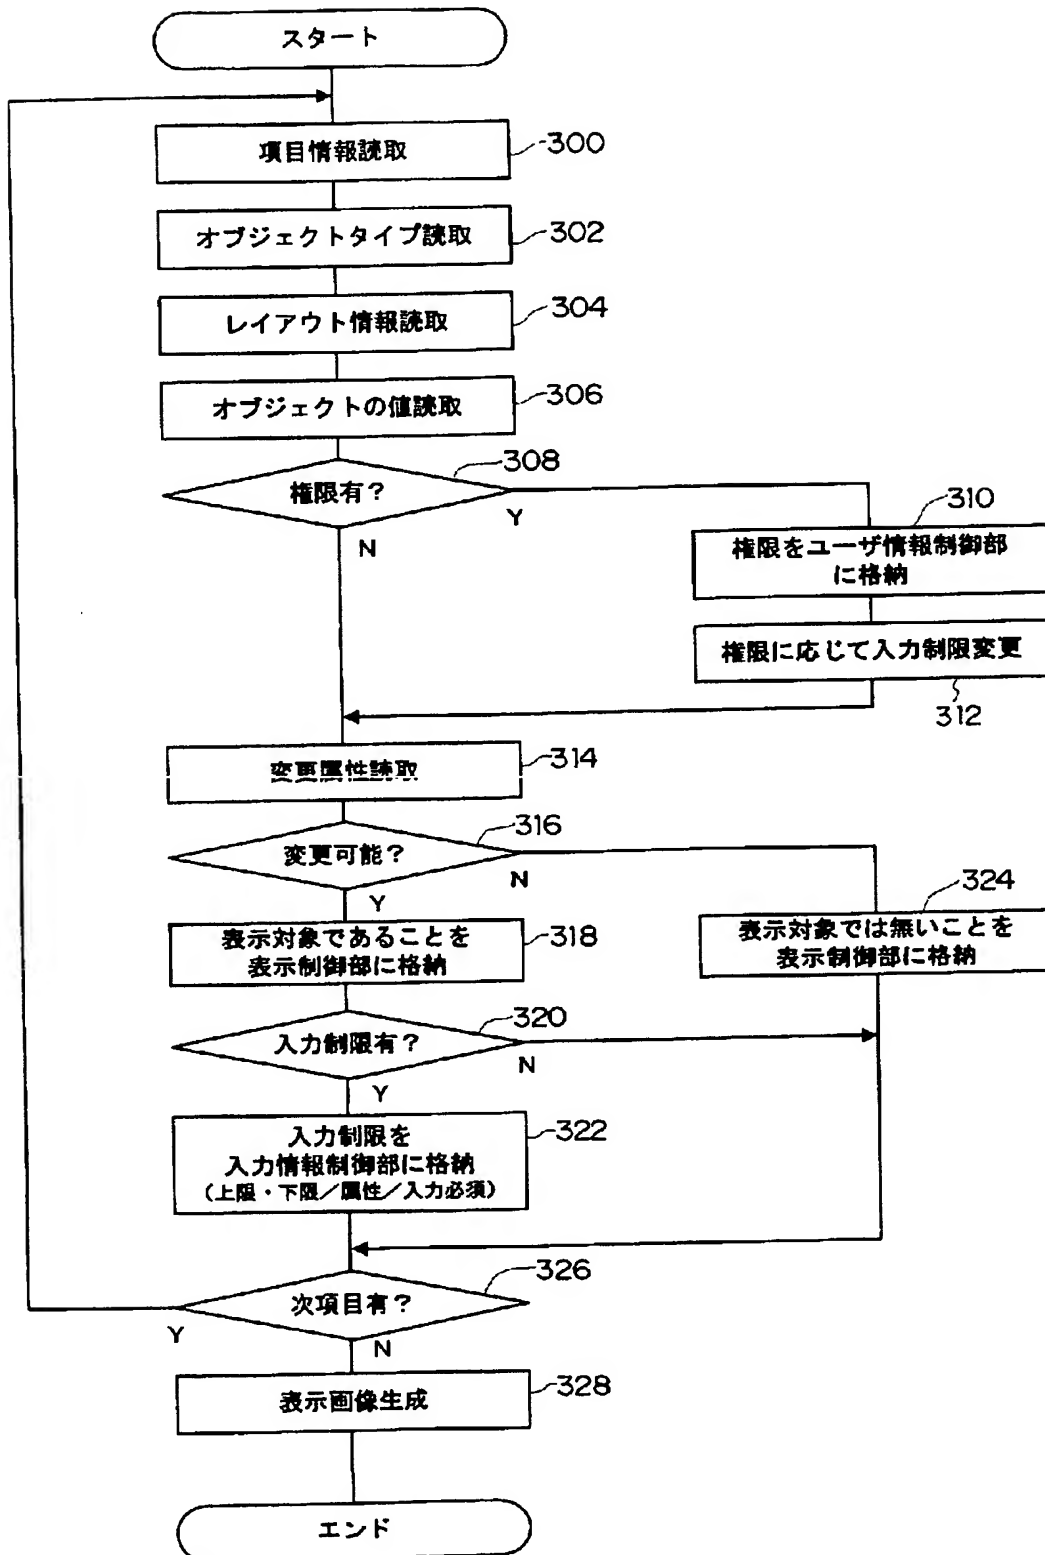 スタート
項目情報読取
300
オブジェクトタイプ読取
302
レイアウト情報読取
304
オブジェクトの値読取
306
権限有?
308
Y
N
310
権限をユーザ情報制御部
に格納
権限に応じて入力制限変更
312
変更属性読取
314
変更可能?
316
N
Y
324
表示対象であることを
表示制御部に格納
318
表示対象では無いことを
表示制御部に格納
入力制限有?
320
N
Y
入力制限を
入力情報制御部に格納
(上限・下限/属性/入力必須)
322
次項目有?
326
Y
N
表示画像生成
328
エンド